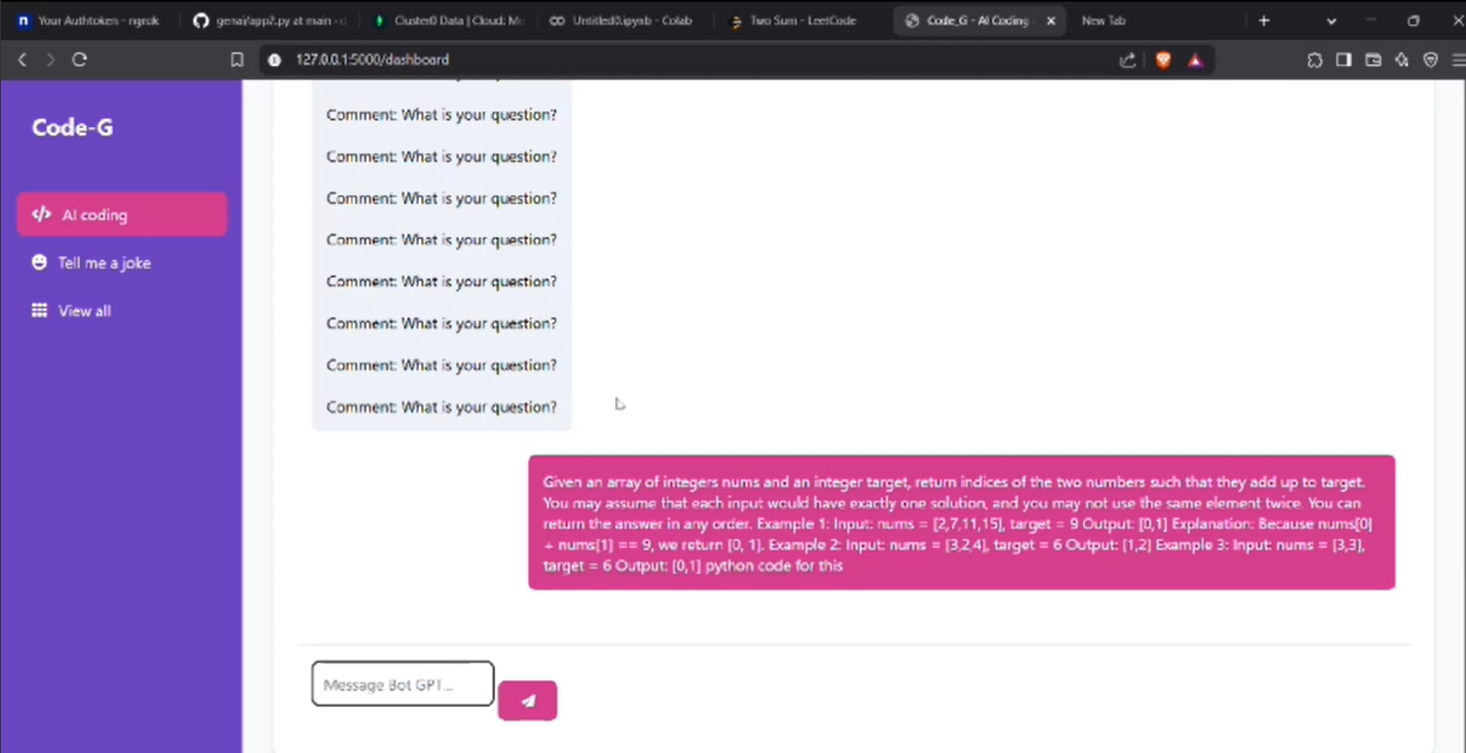 Your Authtoken - ngrok
genai/app2.py at main - d
Cluster0 Data | Cloud: Mo
Untitled0.ipynb - Colab
Two Sum - LeetCode
Code_G - AI Coding
New Tab
127.0.0.1:5000/dashboard
Code-G
AI coding
Tell me a joke
View all
Comment: What is your question?
Comment: What is your question?
Comment: What is your question?
Comment: What is your question?
Comment: What is your question?
Comment: What is your question?
Comment: What is your question?
Comment: What is your question?
Given an array of integers nums and an integer target, return indices of the two numbers such that they add up to target.
You may assume that each input would have exactly one solution, and you may not use the same element twice. You can
return the answer in any order. Example 1: Input: nums = [2,7,11,15], target = 9 Output: [0,1] Explanation: Because nums[0]
+ nums[1] == 9, we return [0, 1]. Example 2: Input: nums = [3,2,4], target = 6 Output: [1,2] Example 3: Input: nums = [3,3],
target = 6 Output: [0,1] python code for this
Message Bot GPT...